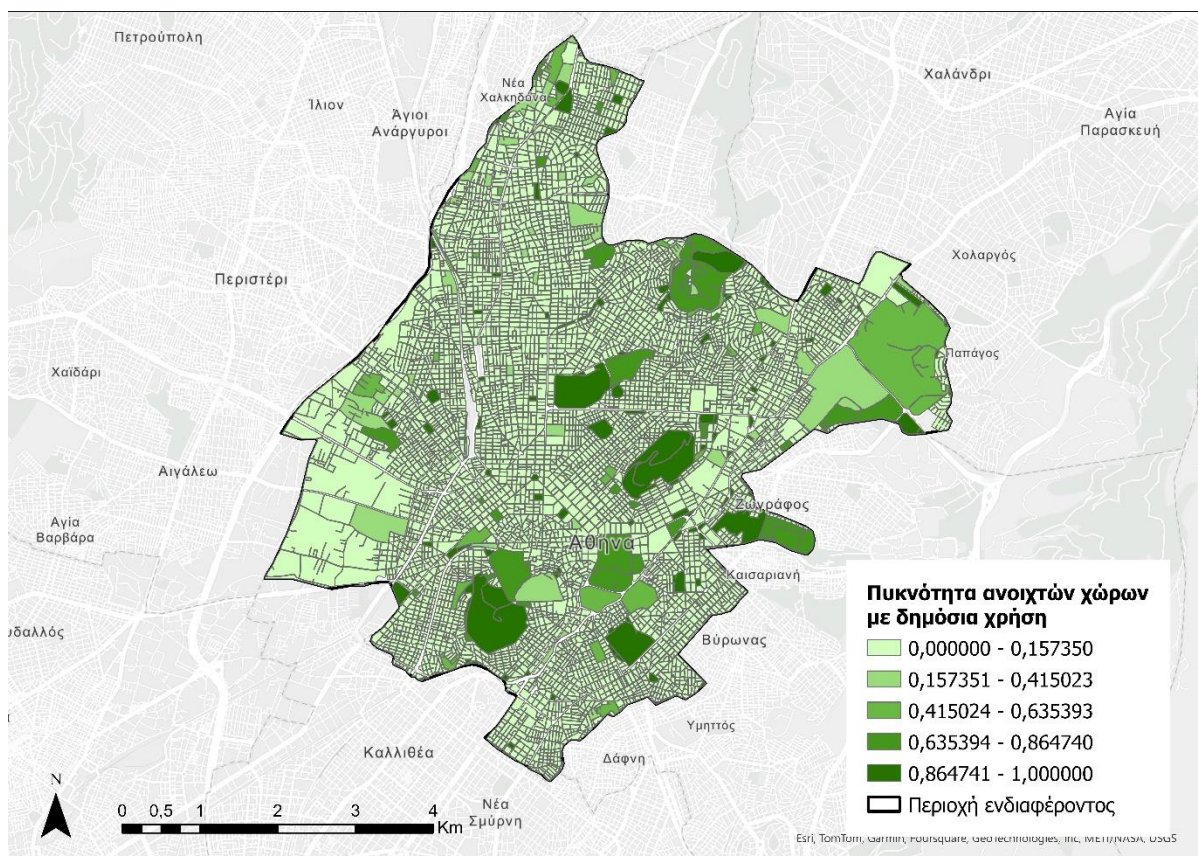 Πετρούπολη
Χαλάνδρι
Νέα
Χαλκηδόνα
Ίλιον
Άγιοι
Ανάργυροι
Αγία
Παρασκευή
Χολαργός
Περιστέρι
Παπάγος
Χαϊδάρι
Αιγάλεω
Ζωγράφος
Αγία
Βαρβάρα
Αθήνα
Καισαριανή
Βύρωνας
Υμηττός
Καλλιθέα
Δάφνη
Νέα
Σμύρνη
Πυκνότητα ανοιχτών χώρων
με δημόσια χρήση
0,000000 - 0,157350
0,157351 - 0,415023
0,415024 - 0,635393
0,635394 - 0,864740
0,864741 - 1,000000
Περιοχή ενδιαφέροντος
N
0 0,5 1 2 3 4
Km
Esri, TomTom, Garmin, Foursquare, GeoTechnologies, Inc, METI/NASA, USGS